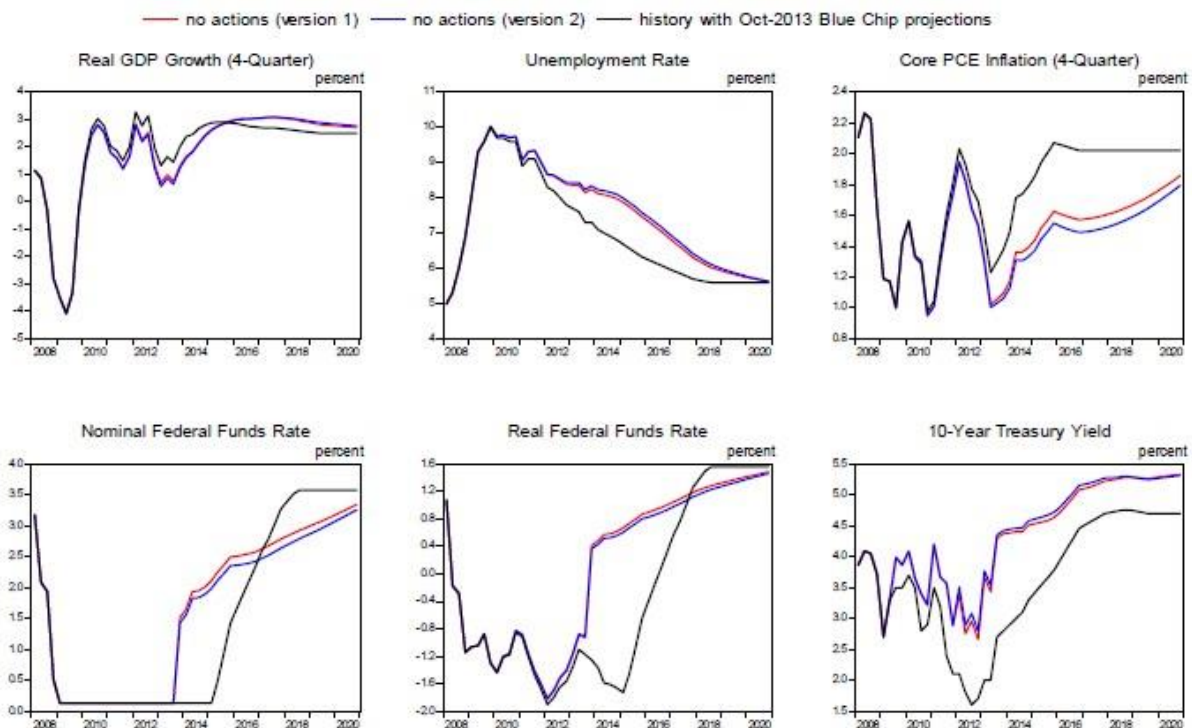 no actions (version 1) no actions (version 2) history with Oct-2013 Blue Chip projections
Real GDP Growth (4-Quarter)
percent
4
3
2
1
0
-1
-2
-3
-4
-5
2008 2010 2012 2014 2016 2018 2020
Unemployment Rate
percent
11
10
9
8
7
6
5
4
2008 2010 2012 2014 2016 2018 2020
Core PCE Inflation (4-Quarter)
percent
2.4
2.2
2.0
1.8
1.6
1.4
1.2
1.0
0.8
2008 2010 2012 2014 2016 2018 2020
Nominal Federal Funds Rate
percent
4.0
3.5
3.0
2.5
2.0
1.5
1.0
0.5
0.0
2008 2010 2012 2014 2016 2018 2020
Real Federal Funds Rate
percent
1.6
1.2
0.8
0.4
0.0
-0.4
-0.8
-1.2
-1.6
-2.0
2008 2010 2012 2014 2016 2018 2020
10-Year Treasury Yield
percent
5.5
5.0
4.5
4.0
3.5
3.0
2.5
2.0
1.5
2008 2010 2012 2014 2016 2018 2020